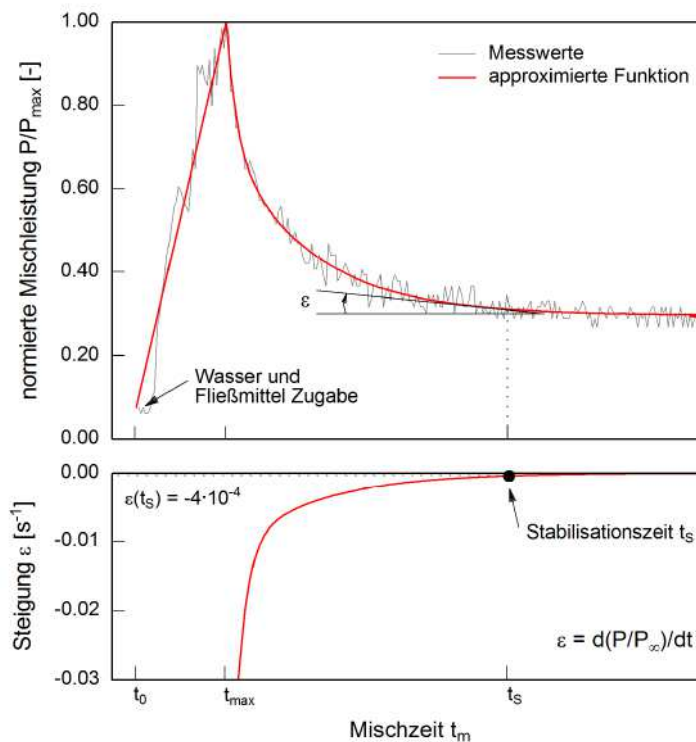 normierte Mischleistung P/Pmax [-]
1.00
0.80
0.60
0.40
0.20
0.00
Messwerte
approximierte Funktion
ε
Wasser und
Fließmittel Zugabe
Steigung ε [s⁻¹]
0.00
-0.01
-0.02
-0.03
ε(tS) = -4·10⁻⁴
Stabilisationszeit tS
ε = d(P/P∞)/dt
t0
tmax
tS
Mischzeit tm